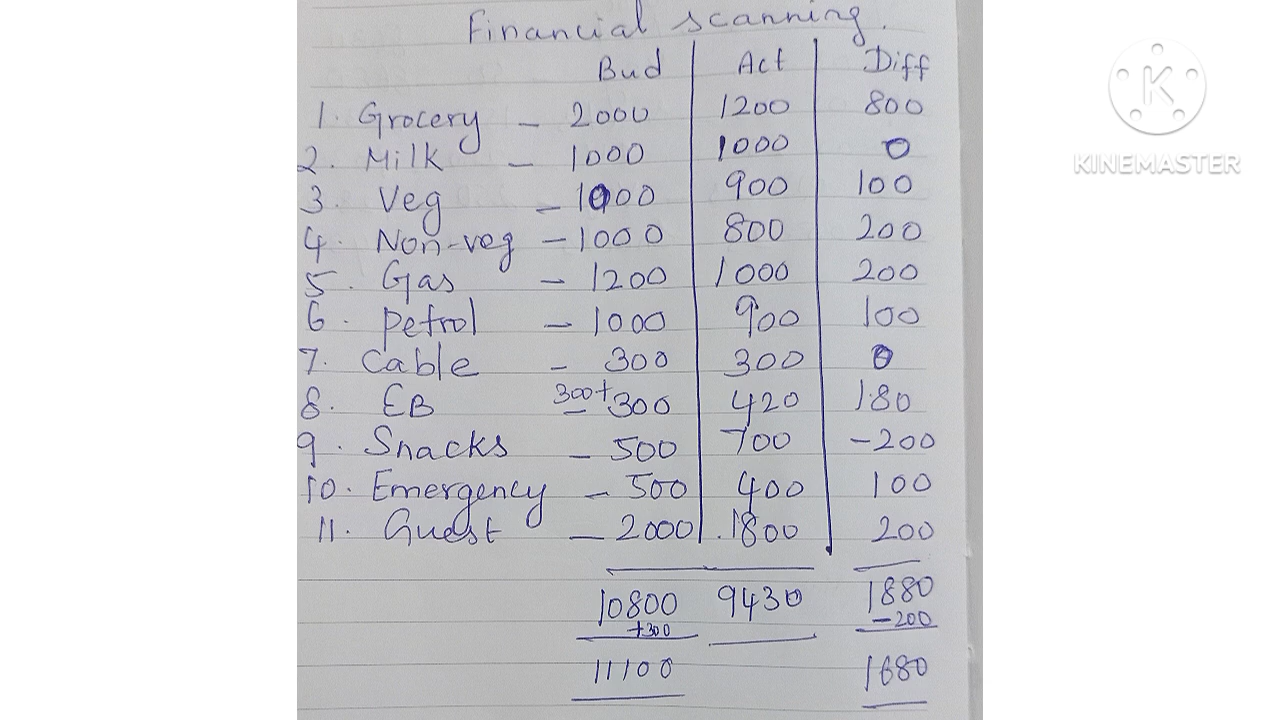 Financial scanning.
Bud Act Diff
1. Grocery - 2000 1200 800
2. Milk - 1000 1000 0
3. Veg - 1000 900 100
4. Non-veg - 1000 800 200
5. Gas - 1200 1000 200
6. Petrol - 1000 900 100
7. Cable - 300 300 0
8. EB 300+300 420 180
9. Snacks - 500 700 -200
10. Emergency - 500 400 100
11. Guest - 2000 1800 200
10800 9430 1880
+300 -200
11100 1680
K
KINEMASTER